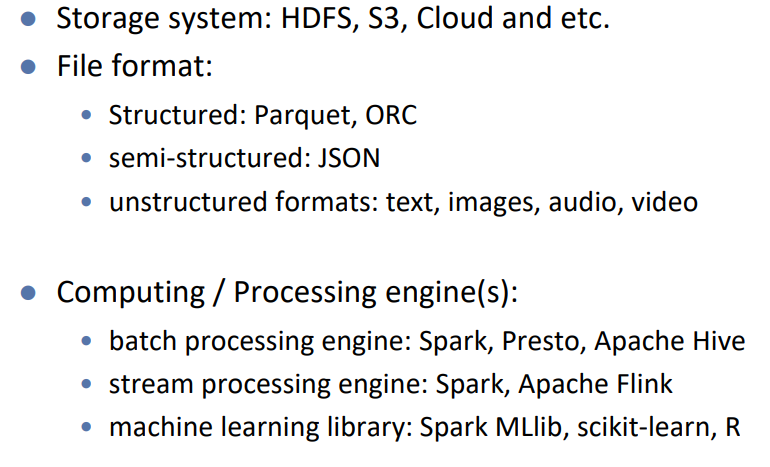 Storage system: HDFS, S3, Cloud and etc.
File format:
Structured: Parquet, ORC
semi-structured: JSON
unstructured formats: text, images, audio, video
Computing / Processing engine(s):
batch processing engine: Spark, Presto, Apache Hive
stream processing engine: Spark, Apache Flink
machine learning library: Spark MLlib, scikit-learn, R